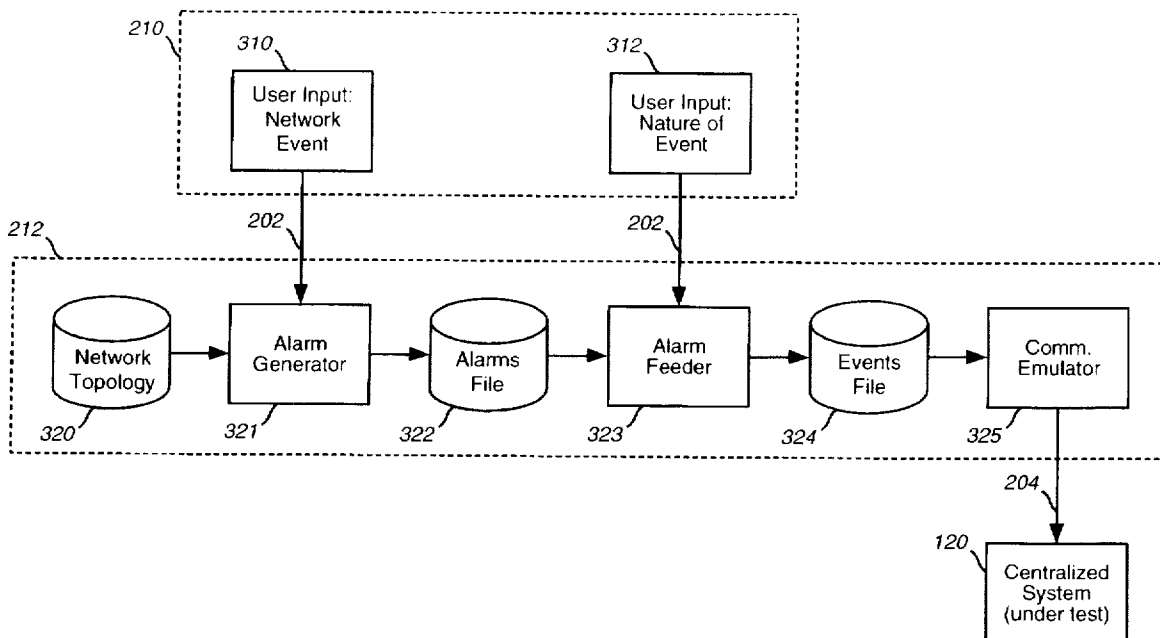 210
310
312
User Input:
Network
Event
User Input:
Nature of
Event
212
202
202
Network
Topology
Alarm
Generator
Alarms
File
Alarm
Feeder
Events
File
Comm.
Emulator
320
321
322
323
324
325
204
120
Centralized
System
(under test)